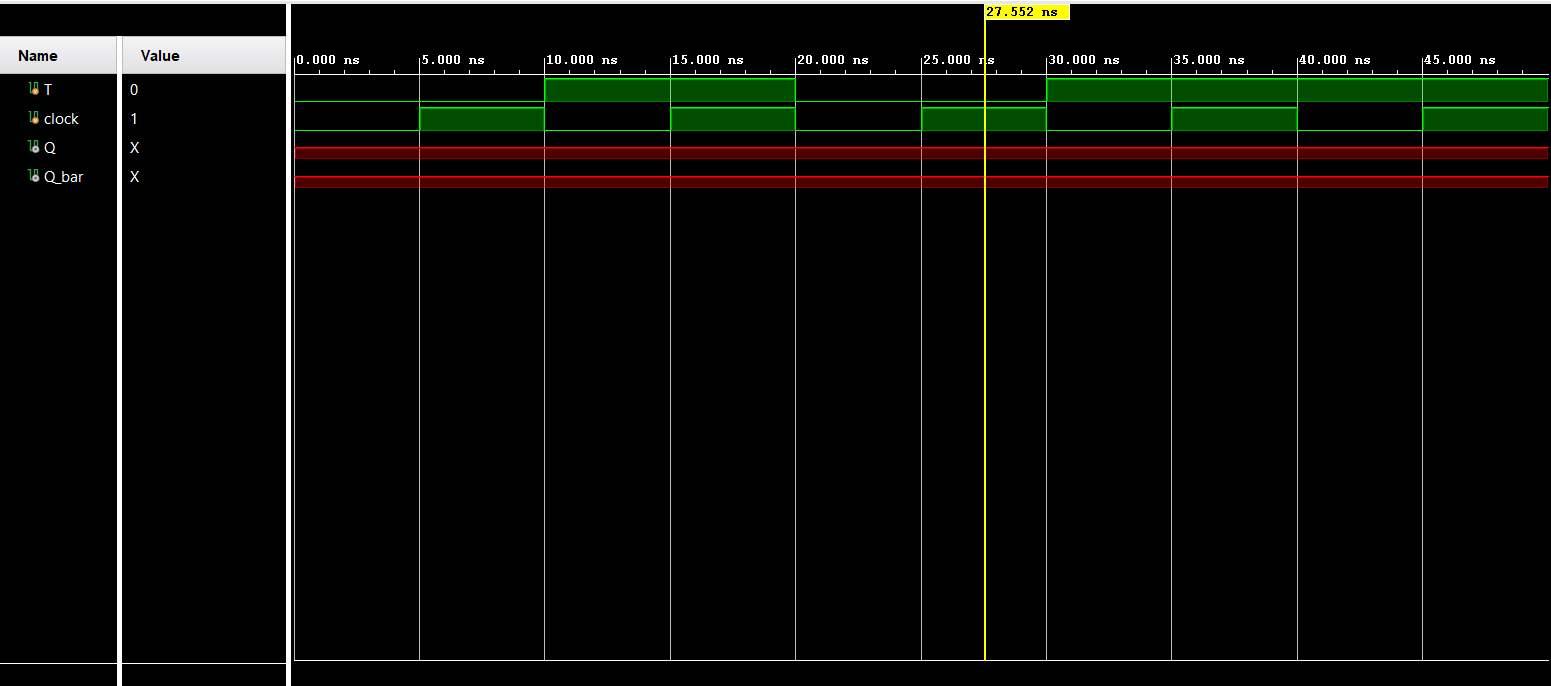 27.552 ns
Name Value
0.000 ns 5.000 ns 10.000 ns 15.000 ns 20.000 ns 25.000 ns 30.000 ns 35.000 ns 40.000 ns 45.000 ns
T 0
clock 1
Q X
Q_bar X